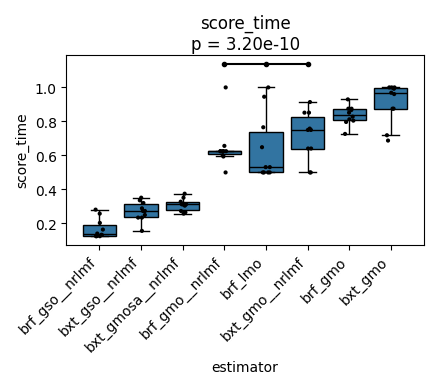 score_time
p = 3.20e-10
score_time
1.0
0.8
0.6
0.4
0.2
brf_gso__nrlmf
bxt_gso__nrlmf
bxt_gmosa__nrlmf
brf_gmo__nrlmf
brf_lmo
bxt_gmo__nrlmf
brf_gmo
bxt_gmo
estimator